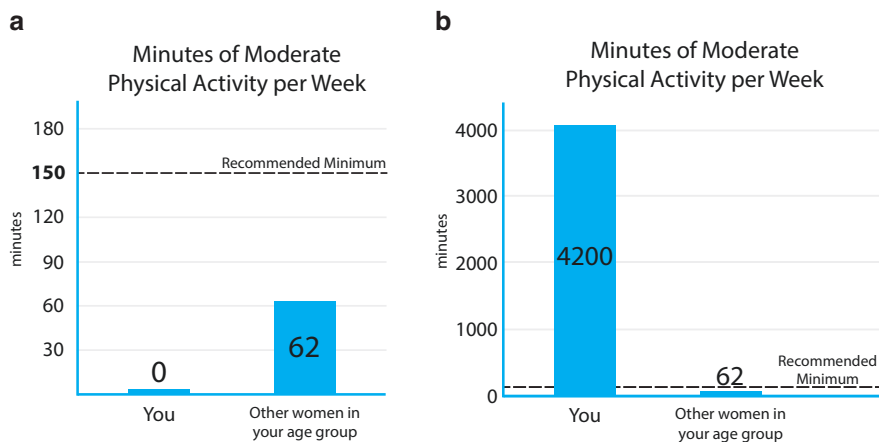 a
Minutes of Moderate
Physical Activity per Week
180
Recommended Minimum
150
120
90
60
30
minutes
0
62
You
Other women in
your age group
b
Minutes of Moderate
Physical Activity per Week
4000
3000
2000
1000
0
minutes
4200
62
Recommended
Minimum
You
Other women in
your age group